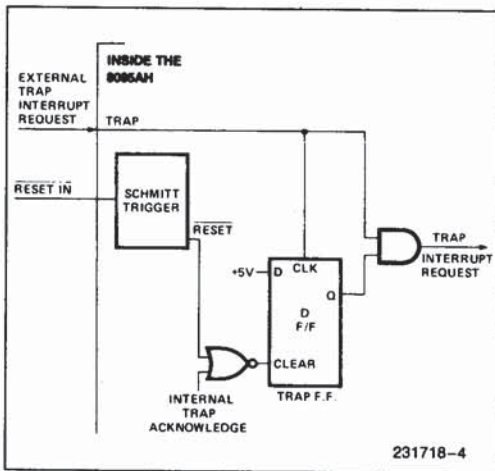 INSIDE THE
8085AH
EXTERNAL
TRAP
INTERRUPT
REQUEST
TRAP
RESET IN
SCHMITT
TRIGGER
RESET
TRAP
INTERRUPT
REQUEST
+5V
D
CLK
Q
D
F/F
CLEAR
TRAP F.F.
INTERNAL
TRAP
ACKNOWLEDGE
231718-4